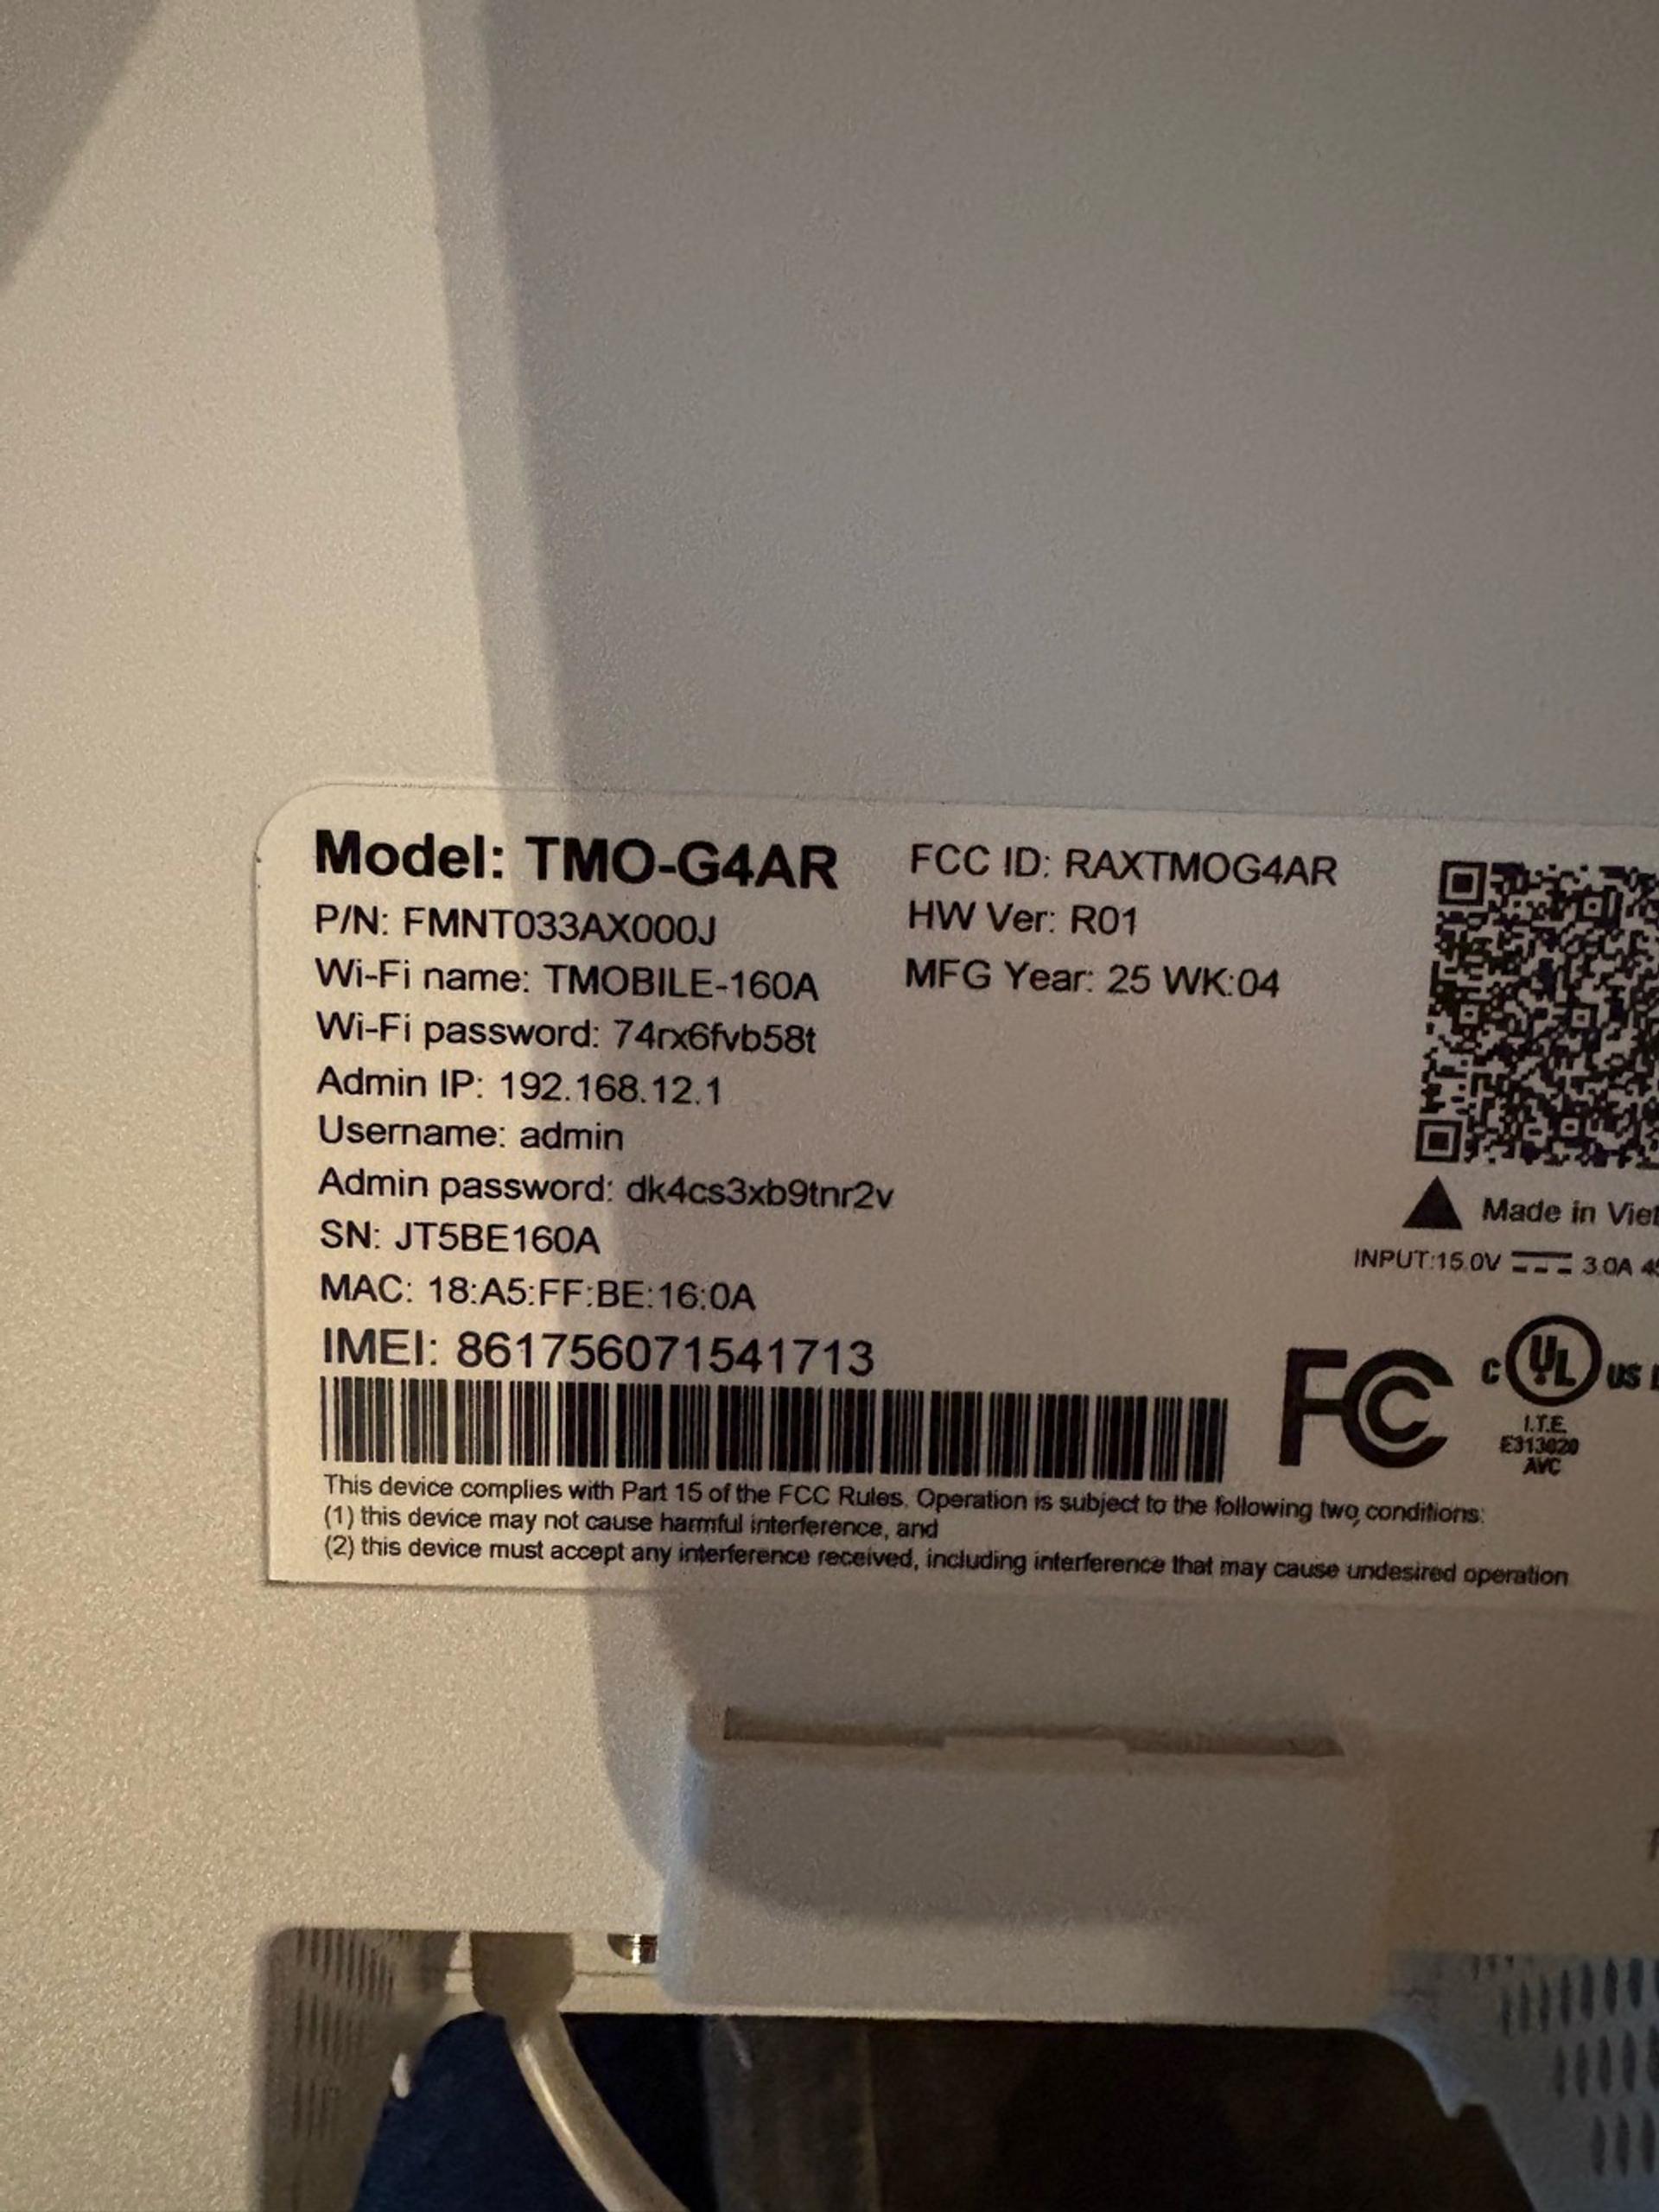 Model: TMO-G4AR
P/N: FMNT033AX000J
Wi-Fi name: TMOBILE-160A
Wi-Fi password: 74rx6fvb58t
Admin IP: 192.168.12.1
Username: admin
Admin password: dk4cs3xb9tnr2v
SN: JT5BE160A
MAC: 18:A5:FF:BE:16:0A
IMEI: 861756071541713
FCC ID: RAXTMOG4AR
HW Ver: R01
MFG Year: 25 WK:04
Made in
INPUT:15.0V 3.0A
FC
C UL US
I.T.E.
E313020
AVC
This device complies with Part 15 of the FCC Rules. Operation is subject to the following two conditions:
(1) this device may not cause harmful interference, and
(2) this device must accept any interference received, including interference that may cause undesired operation